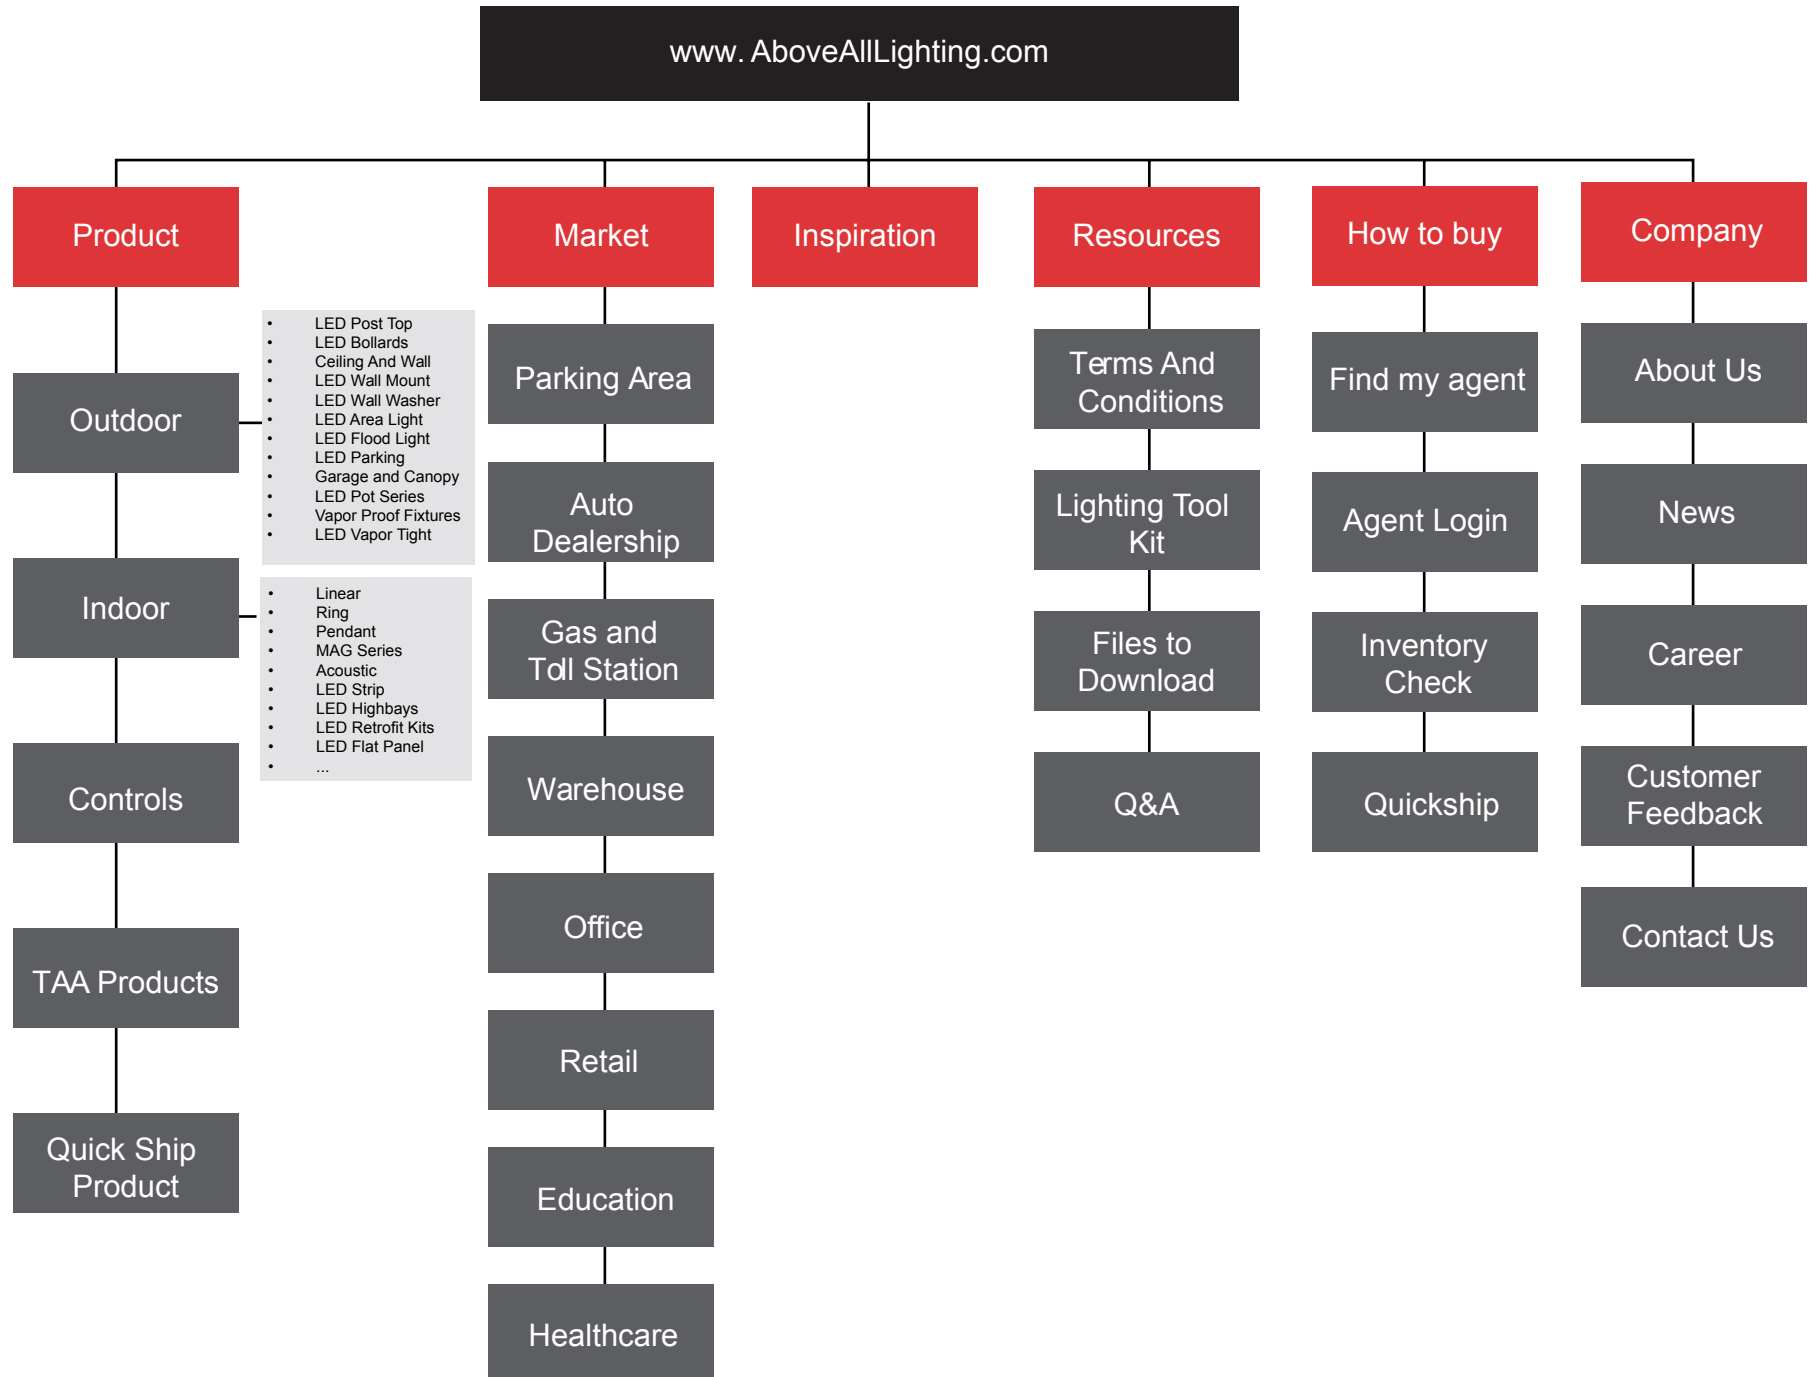 www. AboveAllLighting.com
Product
Market
Inspiration
Resources
How to buy
Company
Outdoor
• LED Post Top
• LED Bollards
• Ceiling And Wall
• LED Wall Mount
• LED Wall Washer
• LED Area Light
• LED Flood Light
• LED Parking
• Garage and Canopy
• LED Pot Series
• Vapor Proof Fixtures
• LED Vapor Tight
Indoor
• Linear
• Ring
• Pendant
• MAG Series
• Acoustic
• LED Strip
• LED Highbays
• LED Retrofit Kits
• LED Flat Panel
• ...
Controls
TAA Products
Quick Ship
Product
Parking Area
Auto
Dealership
Gas and
Toll Station
Warehouse
Office
Retail
Education
Healthcare
Terms And
Conditions
Lighting Tool
Kit
Files to
Download
Q&A
Find my agent
Agent Login
Inventory
Check
Quickship
About Us
News
Career
Customer
Feedback
Contact Us